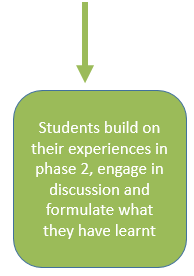 Students build on
their experiences in
phase 2, engage in
discussion and
formulate what
they have learnt